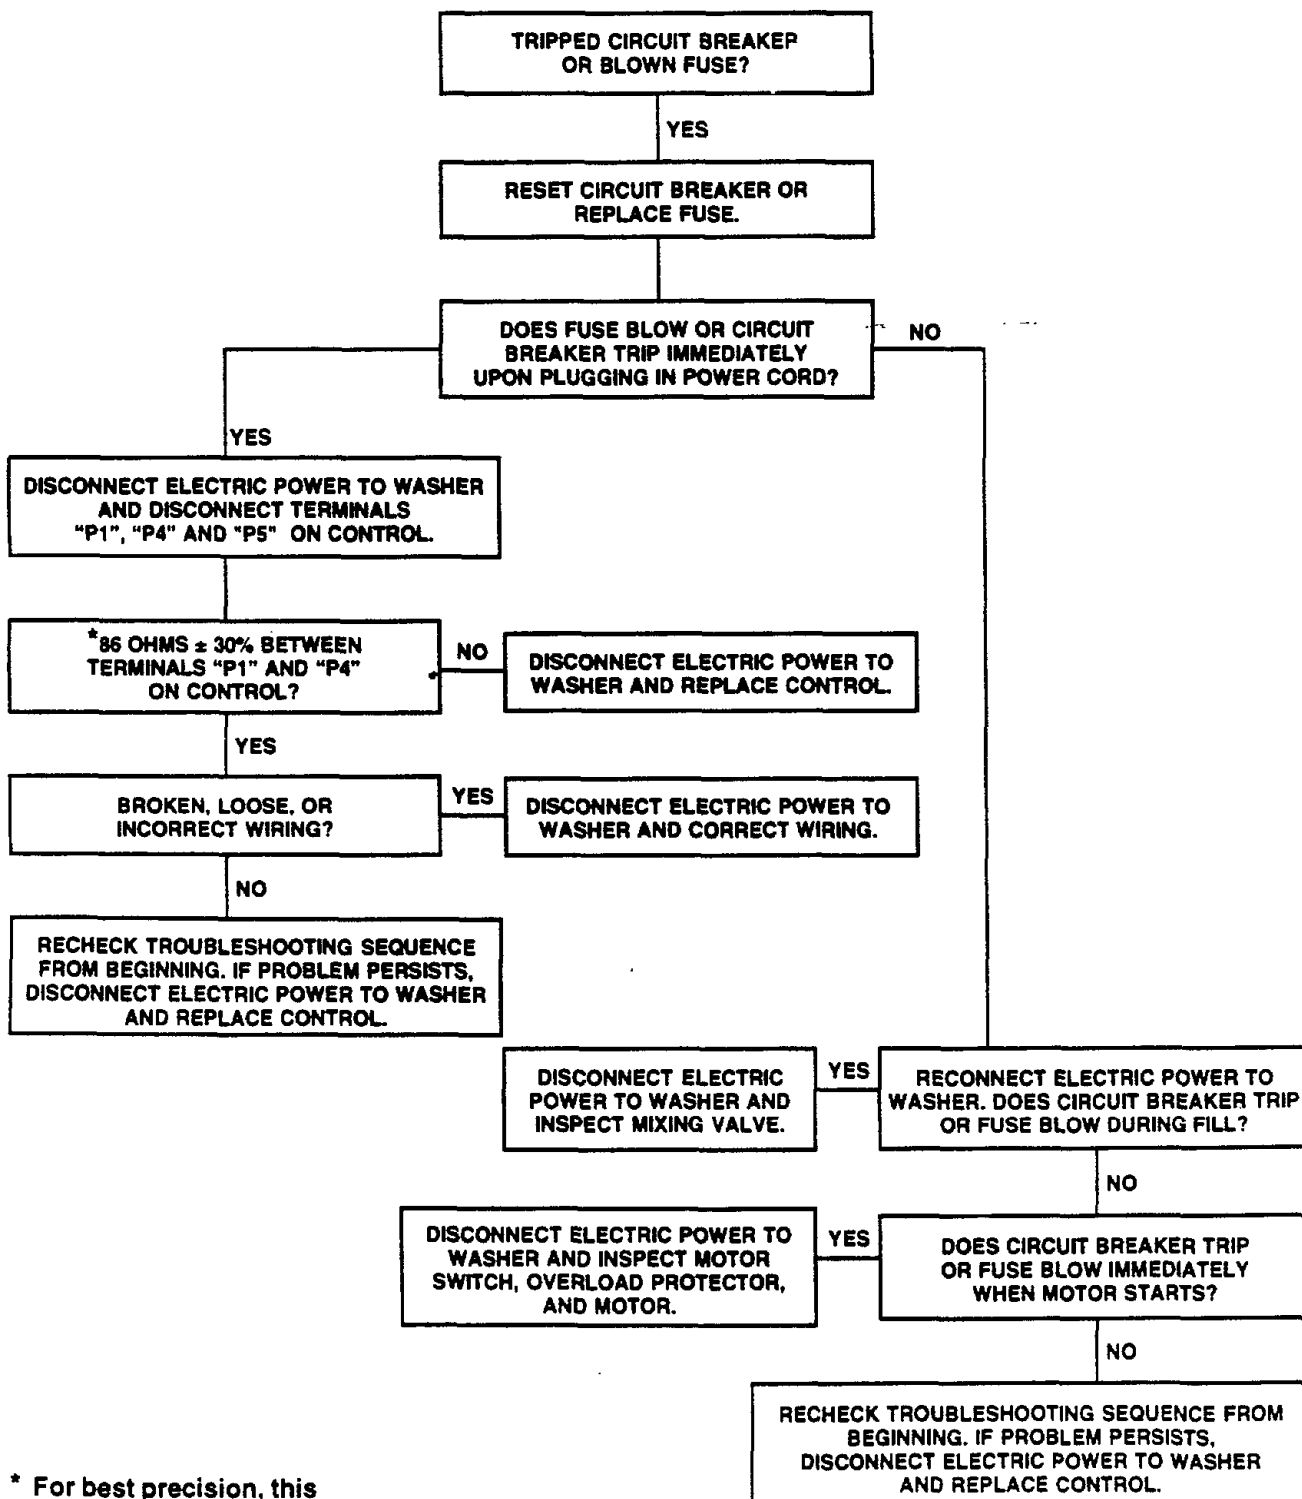 TRIPPED CIRCUIT BREAKER
OR BLOWN FUSE?
YES
RESET CIRCUIT BREAKER OR
REPLACE FUSE.
DOES FUSE BLOW OR CIRCUIT
BREAKER TRIP IMMEDIATELY
UPON PLUGGING IN POWER CORD?
NO
YES
DISCONNECT ELECTRIC POWER TO WASHER
AND DISCONNECT TERMINALS
"P1", "P4" AND "P5" ON CONTROL.
*86 OHMS ± 30% BETWEEN
TERMINALS "P1" AND "P4"
ON CONTROL?
NO
DISCONNECT ELECTRIC POWER TO
WASHER AND REPLACE CONTROL.
YES
BROKEN, LOOSE, OR
INCORRECT WIRING?
YES
DISCONNECT ELECTRIC POWER TO
WASHER AND CORRECT WIRING.
NO
RECHECK TROUBLESHOOTING SEQUENCE
FROM BEGINNING. IF PROBLEM PERSISTS,
DISCONNECT ELECTRIC POWER TO WASHER
AND REPLACE CONTROL.
DISCONNECT ELECTRIC
POWER TO WASHER AND
INSPECT MIXING VALVE.
YES
RECONNECT ELECTRIC POWER TO
WASHER. DOES CIRCUIT BREAKER TRIP
OR FUSE BLOW DURING FILL?
NO
DISCONNECT ELECTRIC POWER TO
WASHER AND INSPECT MOTOR
SWITCH, OVERLOAD PROTECTOR,
AND MOTOR.
YES
DOES CIRCUIT BREAKER TRIP
OR FUSE BLOW IMMEDIATELY
WHEN MOTOR STARTS?
NO
RECHECK TROUBLESHOOTING SEQUENCE FROM
BEGINNING. IF PROBLEM PERSISTS,
DISCONNECT ELECTRIC POWER TO WASHER
AND REPLACE CONTROL.
* For best precision, this